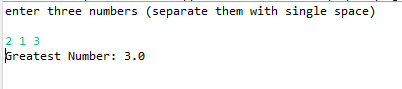 enter three numbers (separate them with single space)
2 1 3
Greatest Number: 3.0